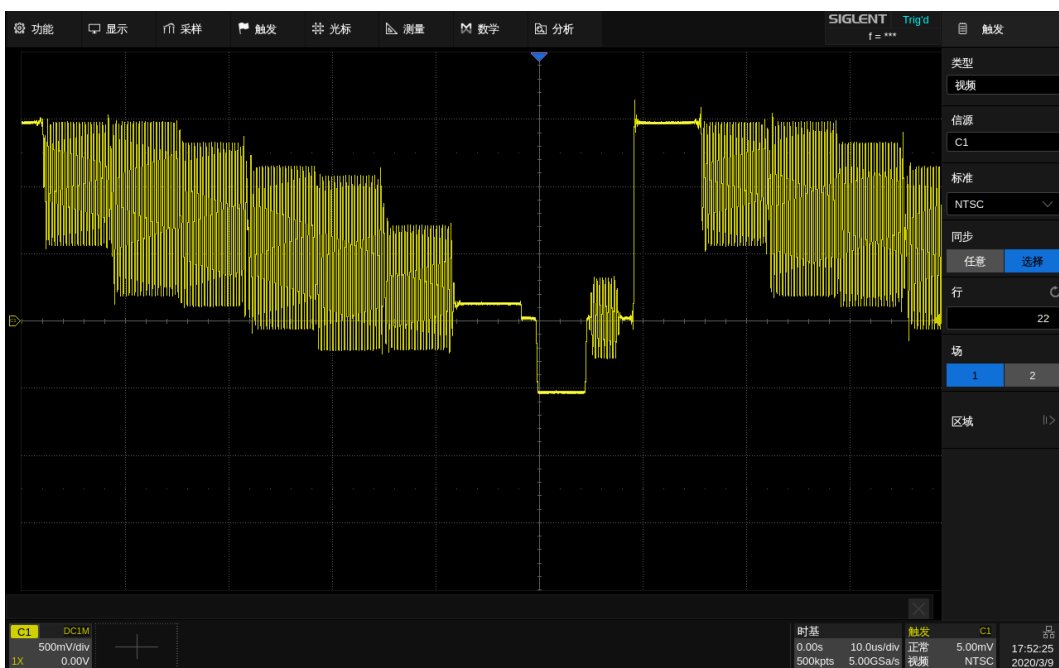 功能 显示 采样 触发 光标 测量 数学 分析
SIGLENT Trig'd
f = ***
触发
类型
视频
信源
C1
标准
NTSC
同步
任意 选择
行
22
场
1 2
区域
C1 DC1M
500mV/div
1X 0.00V
时基
0.00s 10.0us/div
500kpts 5.00GSa/s
触发 C1
正常 5.00mV
视频 NTSC
17:52:25
2020/3/9